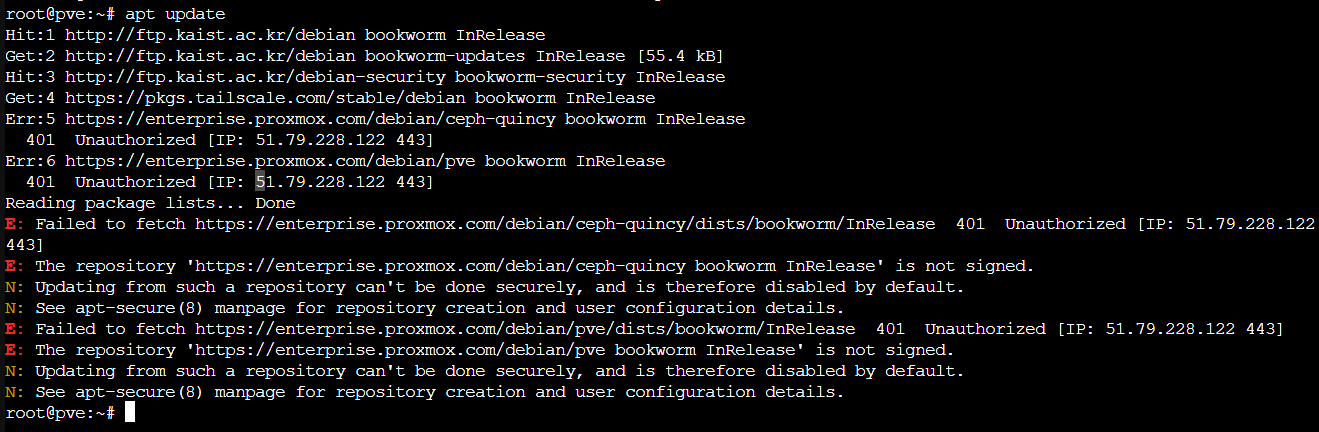 root@pve:~# apt update
Hit:1 http://ftp.kaist.ac.kr/debian bookworm InRelease
Get:2 http://ftp.kaist.ac.kr/debian bookworm-updates InRelease [55.4 kB]
Hit:3 http://ftp.kaist.ac.kr/debian-security bookworm-security InRelease
Get:4 https://pkgs.tailscale.com/stable/debian bookworm InRelease
Err:5 https://enterprise.proxmox.com/debian/ceph-quincy bookworm InRelease
  401  Unauthorized [IP: 51.79.228.122 443]
Err:6 https://enterprise.proxmox.com/debian/pve bookworm InRelease
  401  Unauthorized [IP: 51.79.228.122 443]
Reading package lists... Done
E: Failed to fetch https://enterprise.proxmox.com/debian/ceph-quincy/dists/bookworm/InRelease  401  Unauthorized [IP: 51.79.228.122
443]
E: The repository 'https://enterprise.proxmox.com/debian/ceph-quincy bookworm InRelease' is not signed.
N: Updating from such a repository can't be done securely, and is therefore disabled by default.
N: See apt-secure(8) manpage for repository creation and user configuration details.
E: Failed to fetch https://enterprise.proxmox.com/debian/pve/dists/bookworm/InRelease  401  Unauthorized [IP: 51.79.228.122 443]
E: The repository 'https://enterprise.proxmox.com/debian/pve bookworm InRelease' is not signed.
N: Updating from such a repository can't be done securely, and is therefore disabled by default.
N: See apt-secure(8) manpage for repository creation and user configuration details.
root@pve:~#